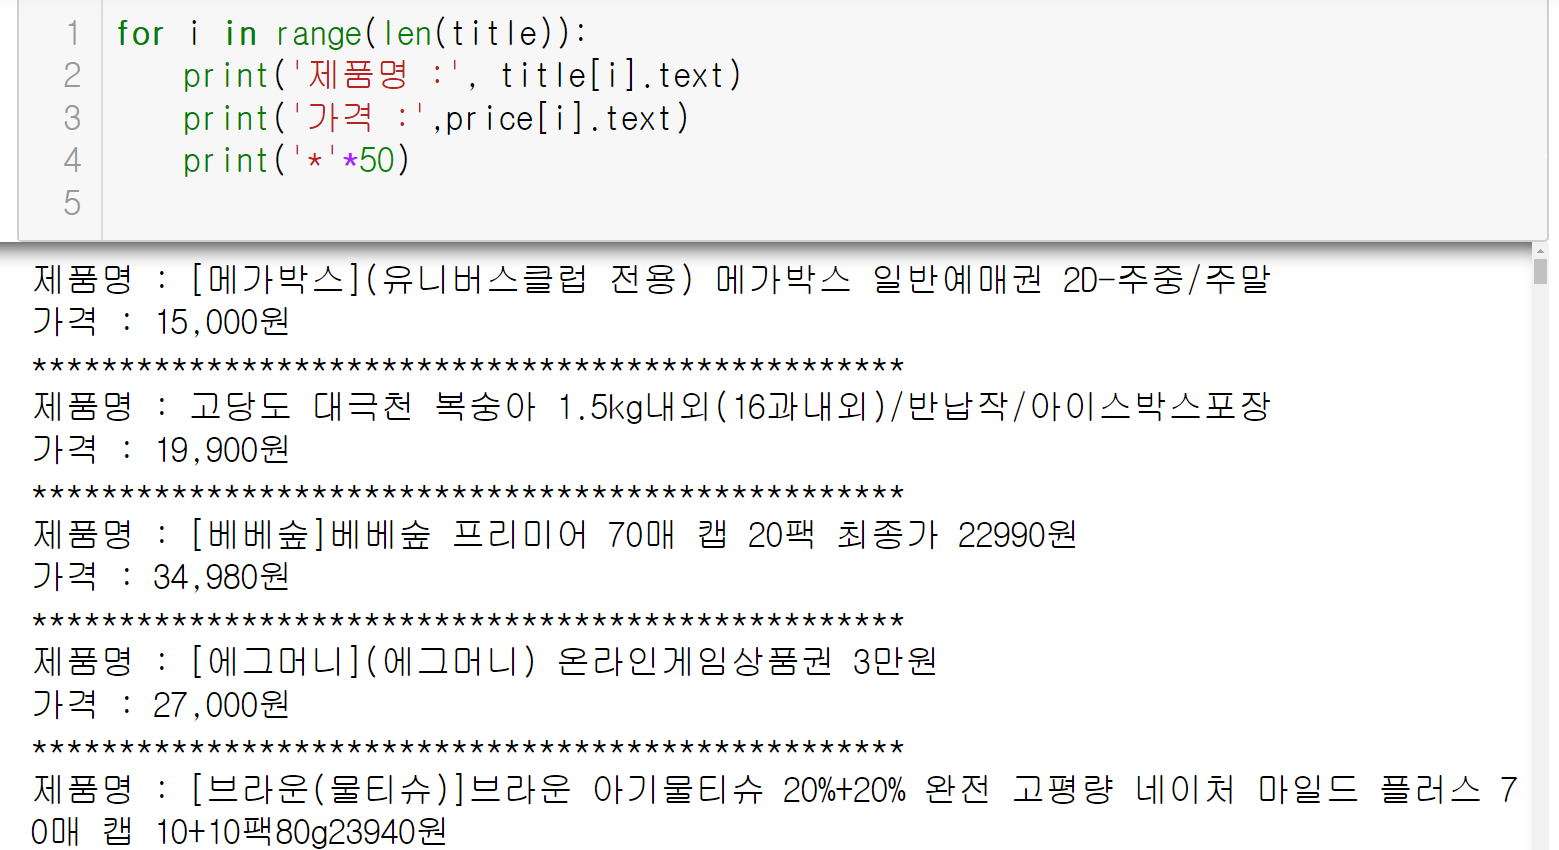 1 for i in range(len(title)):
2 print('제품명 :', title[i].text)
3 print('가격 :',price[i].text)
4 print('*'*50)
5
제품명 : [메가박스](유니버스클럽 전용) 메가박스 일반예매권 2D-주중/주말
가격 : 15,000원
**************************************************
제품명 : 고당도 대극천 복숭아 1.5kg내외(16과내외)/반납작/아이스박스포장
가격 : 19,900원
**************************************************
제품명 : [베베숲]베베숲 프리미어 70매 캡 20팩 최종가 22990원
가격 : 34,980원
**************************************************
제품명 : [에그머니](에그머니) 온라인게임상품권 3만원
가격 : 27,000원
**************************************************
제품명 : [브라운(물티슈)]브라운 아기물티슈 20%+20% 완전 고평량 네이처 마일드 플러스 7
0매 캡 10+10팩80g23940원